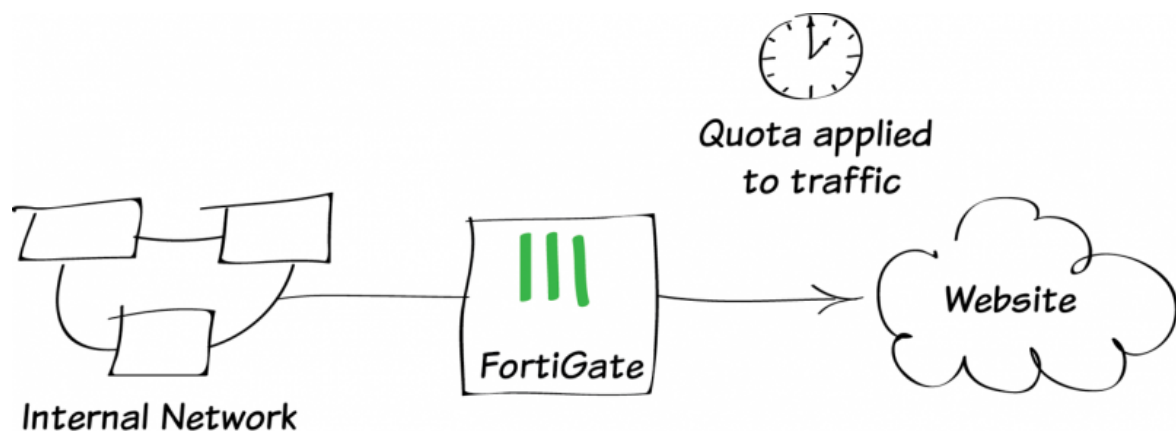 Quota applied
to traffic
Website
FortiGate
Internal Network